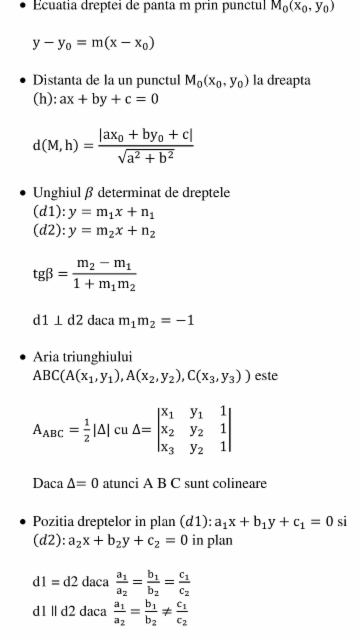 • Ecuatia dreptei de panta m prin punctul M₀(x₀, y₀)
y − y₀ = m(x − x₀)
• Distanta de la un punctul M₀(x₀, y₀) la dreapta
(h): ax + by + c = 0
d(M, h) = |ax₀ + by₀ + c| / √(a² + b²)
• Unghiul β determinat de dreptele
(d1): y = m₁x + n₁
(d2): y = m₂x + n₂
tgβ = (m₂ − m₁) / (1 + m₁m₂)
d1 ⊥ d2 daca m₁m₂ = −1
• Aria triunghiului
ABC(A(x₁, y₁), A(x₂, y₂), C(x₃, y₃) ) este
A_ABC = ½|Δ| cu Δ= |x₁ y₁ 1|
|x₂ y₂ 1|
|x₃ y₂ 1|
Daca Δ= 0 atunci A B C sunt colineare
• Pozitia dreptelor in plan (d1): a₁x + b₁y + c₁ = 0 si
(d2): a₂x + b₂y + c₂ = 0 in plan
d1 = d2 daca a₁/a₂ = b₁/b₂ = c₁/c₂
d1 ∥ d2 daca a₁/a₂ = b₁/b₂ ≠ c₁/c₂